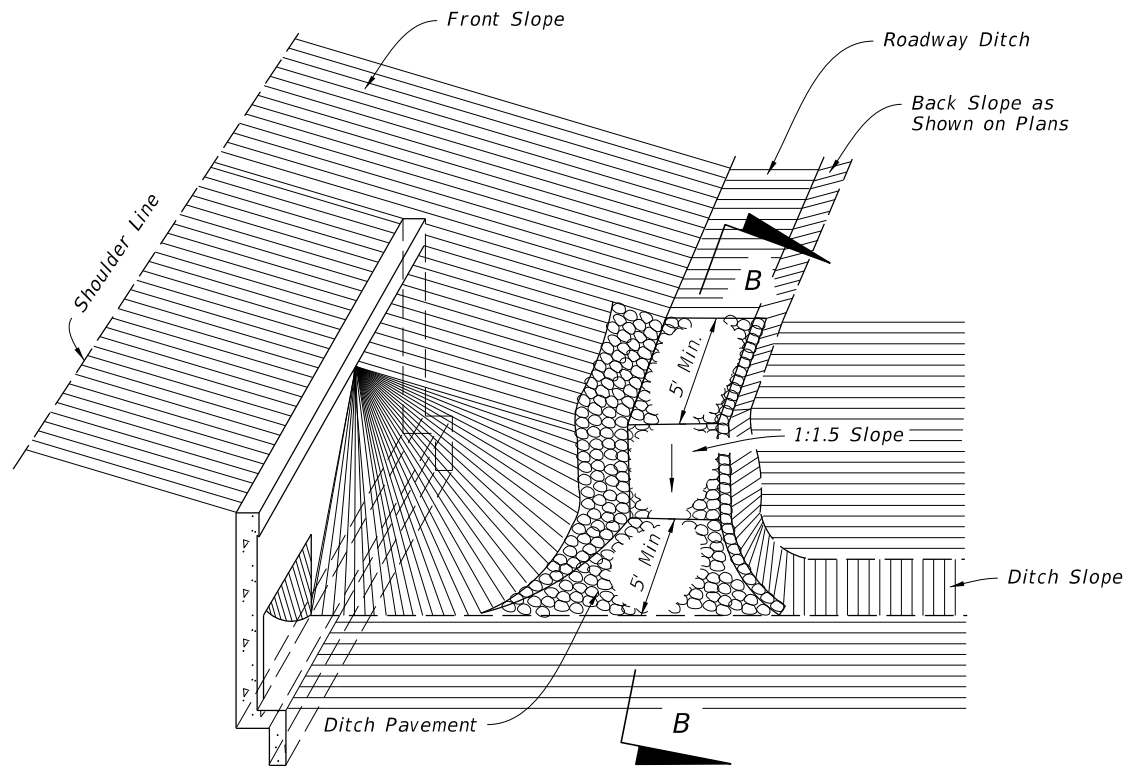 Front Slope
Roadway Ditch
Back Slope as
Shown on Plans
Shoulder Line
B
5' Min.
1:1.5 Slope
5' Min.
Ditch Slope
Ditch Pavement
B